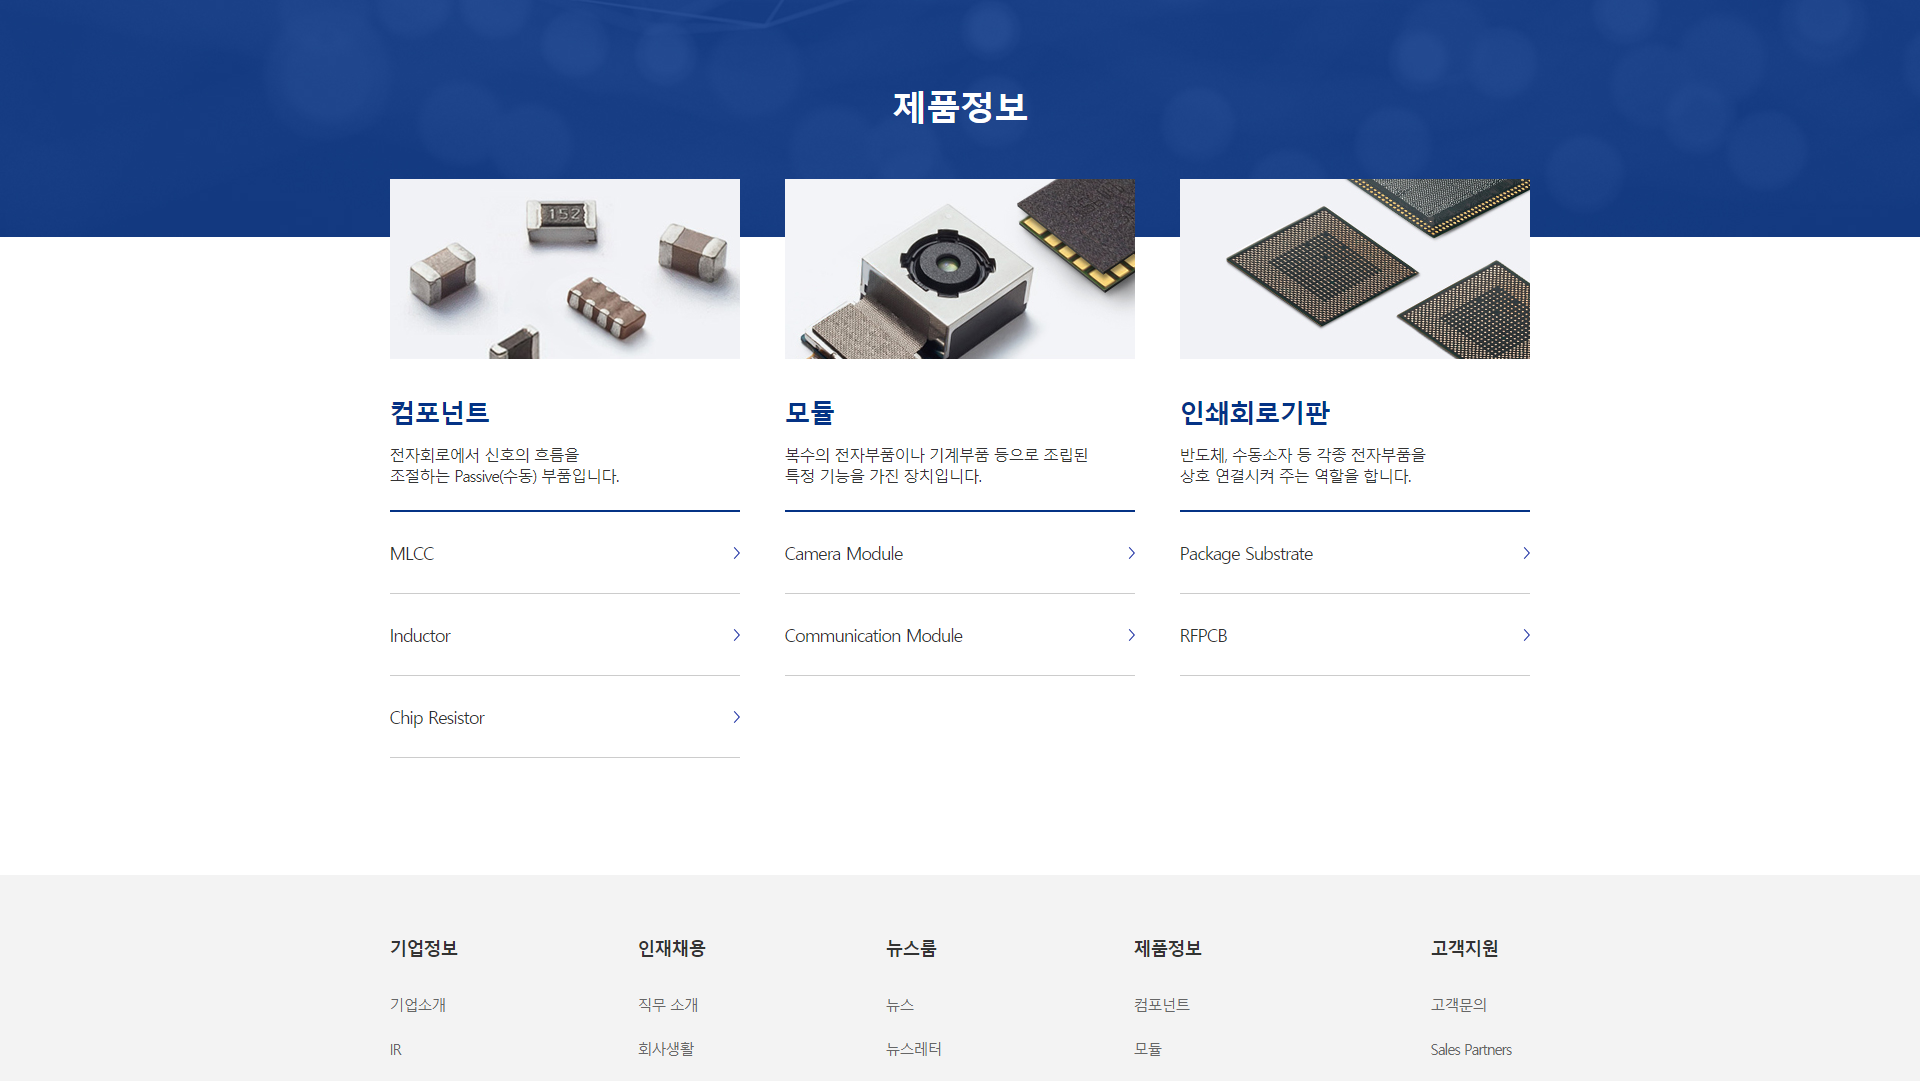 제품정보
152
컴포넌트
전자회로에서 신호의 흐름을
조절하는 Passive(수동) 부품입니다.
MLCC
Inductor
Chip Resistor
모듈
복수의 전자부품이나 기계부품 등으로 조립된
특정 기능을 가진 장치입니다.
Camera Module
Communication Module
인쇄회로기판
반도체, 수동소자 등 각종 전자부품을
상호 연결시켜 주는 역할을 합니다.
Package Substrate
RFPCB
기업정보
기업소개
IR
인재채용
직무 소개
회사생활
뉴스룸
뉴스
뉴스레터
제품정보
컴포넌트
모듈
고객지원
고객문의
Sales Partners